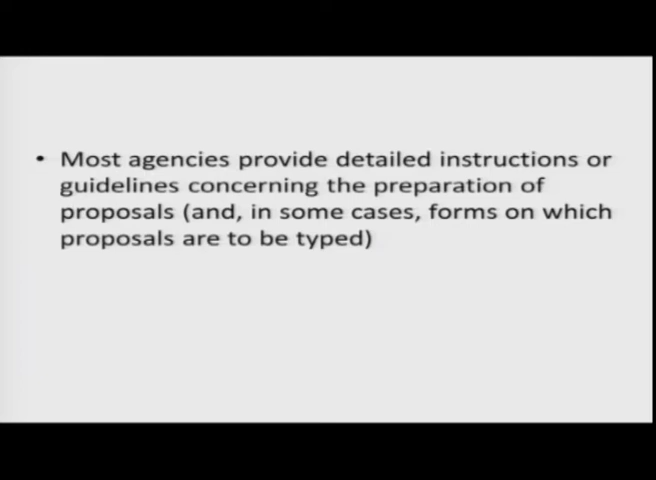 • Most agencies provide detailed instructions or
guidelines concerning the preparation of
proposals (and, in some cases, forms on which
proposals are to be typed)